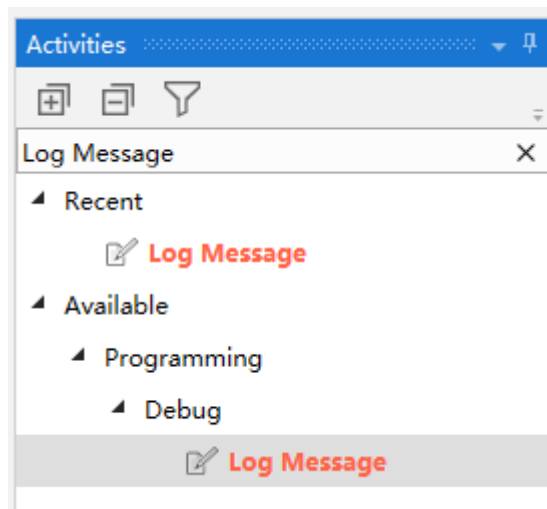 Activities
Log Message
Recent
Log Message
Available
Programming
Debug
Log Message